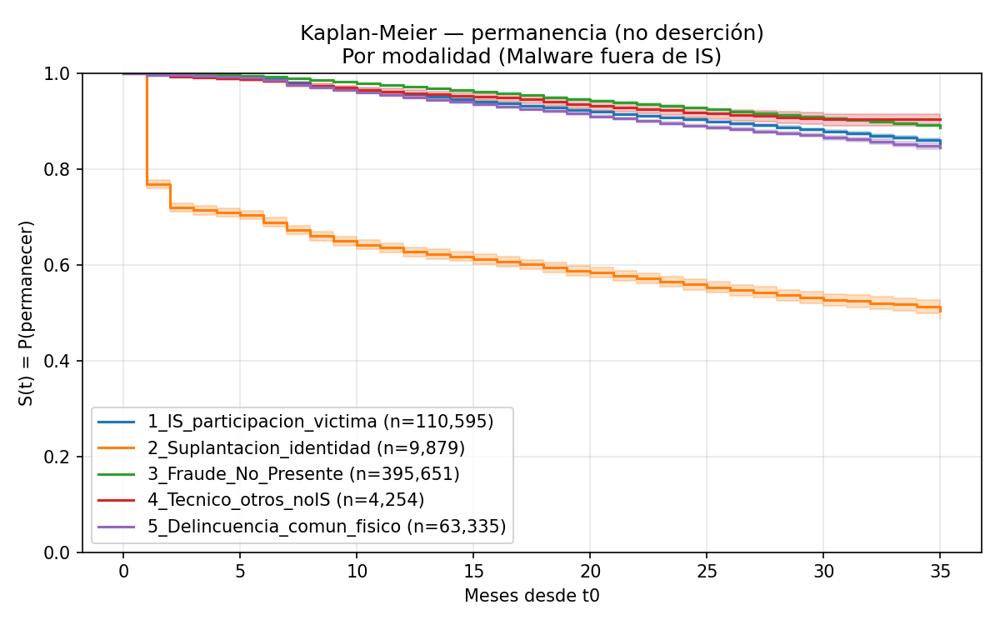 Kaplan-Meier — permanencia (no deserción)
Por modalidad (Malware fuera de IS)
S(t) = P(permanecer)
1.0
0.8
0.6
0.4
0.2
0.0
1_IS_participacion_victima (n=110,595)
2_Suplantacion_identidad (n=9,879)
3_Fraude_No_Presente (n=395,651)
4_Tecnico_otros_noIS (n=4,254)
5_Delincuencia_comun_fisico (n=63,335)
0 5 10 15 20 25 30 35
Meses desde t0